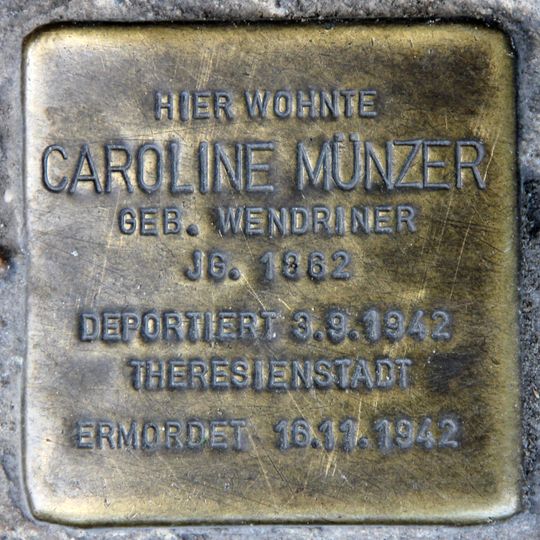 HIER WOHNTE
CAROLINE MÜNZER
GEB. WENDRINER
JG. 1862
DEPORTIERT 3.9.1942
THERESIENSTADT
ERMORDET 16.11.1942